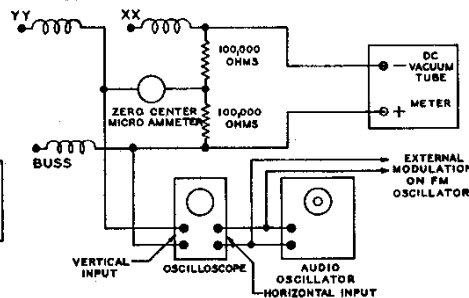 YY
XX
100,000
OHMS
ZERO CENTER
MICRO AMMETER
100,000
OHMS
DC
VACUUM
TUBE
METER
− 
+
BUSS
EXTERNAL
MODULATION
ON FM
OSCILLATOR
VERTICAL
INPUT
OSCILLOSCOPE
AUDIO
OSCILLATOR
HORIZONTAL INPUT